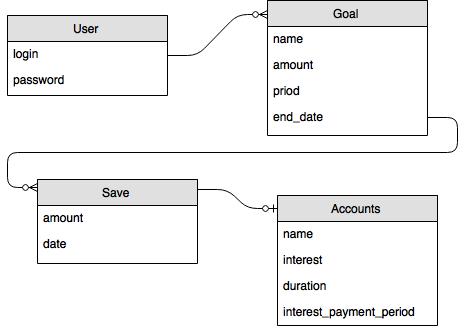 User
login
password
Goal
name
amount
priod
end_date
Save
amount
date
Accounts
name
interest
duration
interest_payment_period